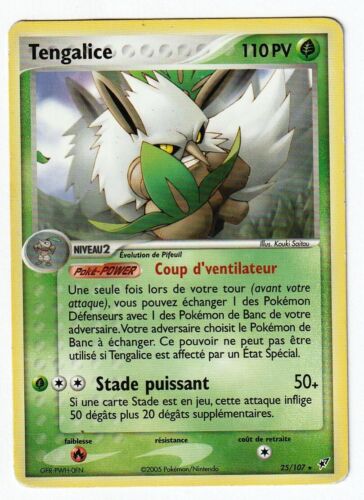 Tengalice 110 PV
Illus. Kouki Saitou
NIVEAU2
Évolution de Pifeuil
Poké-POWER Coup d'ventilateur
Une seule fois lors de votre tour (avant votre
attaque), vous pouvez échanger 1 des Pokémon
Défenseurs avec 1 des Pokémon de Banc de votre
adversaire.Votre adversaire choisit le Pokémon de
Banc à échanger. Ce pouvoir ne peut pas être
utilisé si Tengalice est affecté par un État Spécial.
Stade puissant 50+
Si une carte Stade est en jeu, cette attaque inflige
50 dégâts plus 20 dégâts supplémentaires.
faiblesse résistance coût de retraite
GFR-PWH-0FN ©2005 Pokémon/Nintendo 25/107 ★